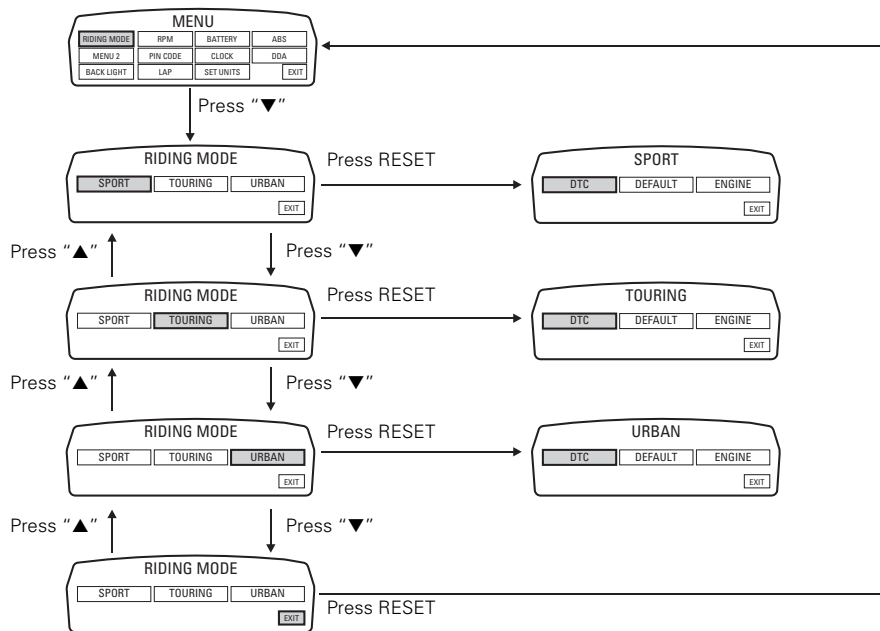 MENU
RIDING MODE RPM BATTERY ABS
MENU 2 PIN CODE CLOCK DDA
BACK LIGHT LAP SET UNITS EXIT
Press “▼”
RIDING MODE
SPORT TOURING URBAN
EXIT
Press RESET
SPORT
DTC DEFAULT ENGINE
EXIT
Press “▲” Press “▼”
RIDING MODE
SPORT TOURING URBAN
EXIT
Press RESET
TOURING
DTC DEFAULT ENGINE
EXIT
Press “▲” Press “▼”
RIDING MODE
SPORT TOURING URBAN
EXIT
Press RESET
URBAN
DTC DEFAULT ENGINE
EXIT
Press “▲” Press “▼”
RIDING MODE
SPORT TOURING URBAN
EXIT
Press RESET